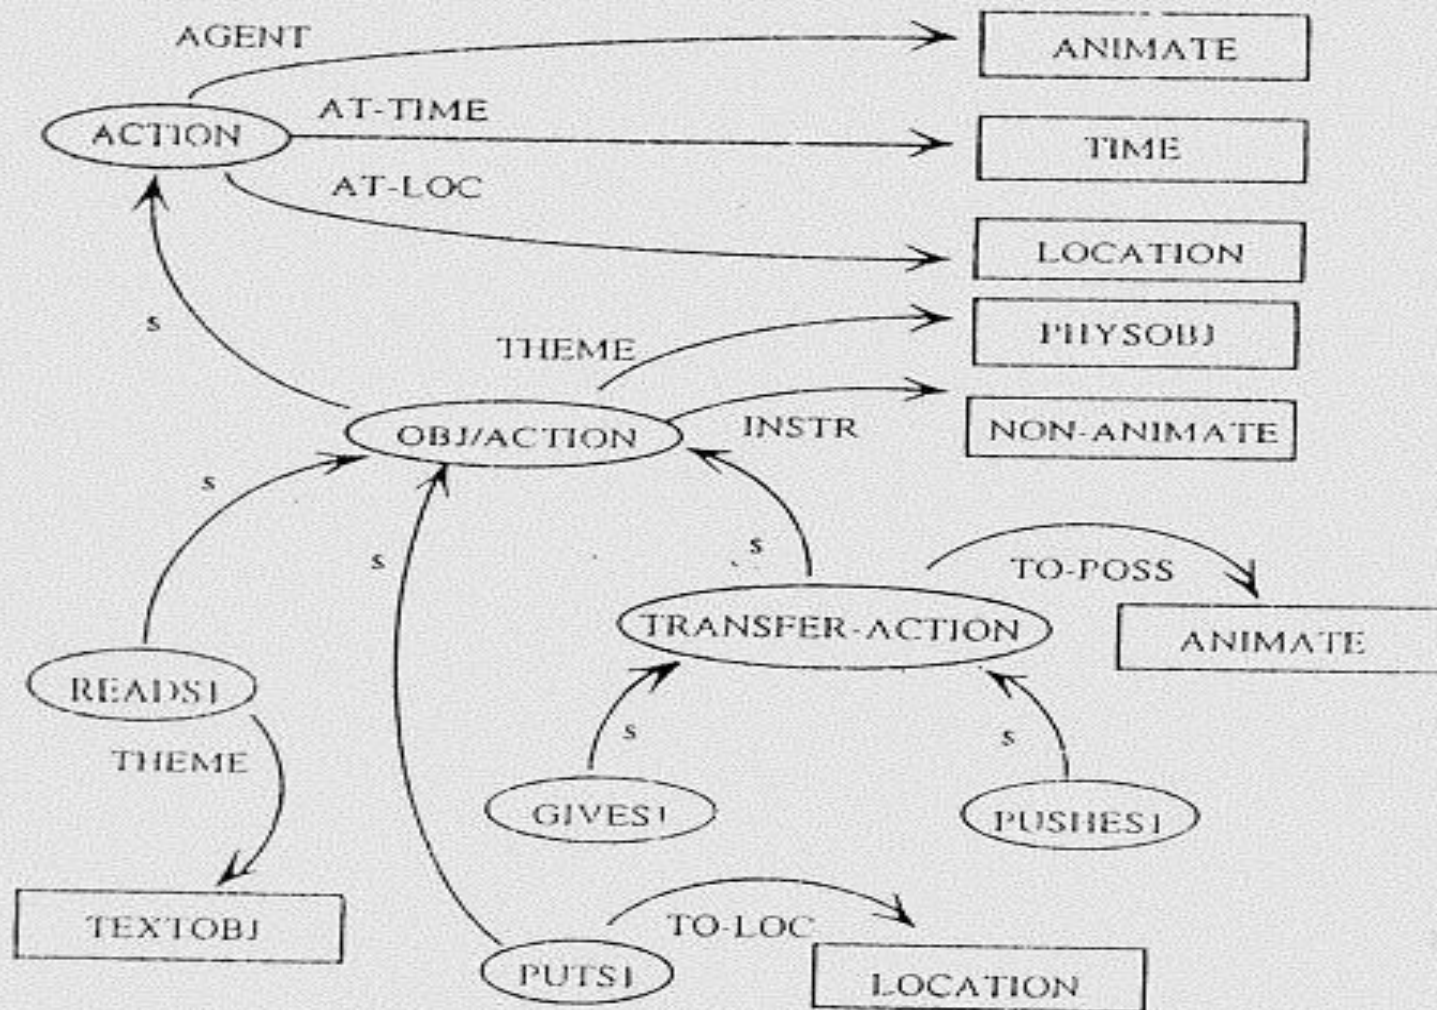 AGENT
ANIMATE
AT-TIME
ACTION
TIME
AT-LOC
LOCATION
s
THEME
PHYSOBJ
OBJ/ACTION
INSTR
NON-ANIMATE
s
s
s
TO-POSS
TRANSFER-ACTION
ANIMATE
READS1
s
s
THEME
GIVES1
PUSHES1
TEXTOBJ
TO-LOC
PUTS1
LOCATION